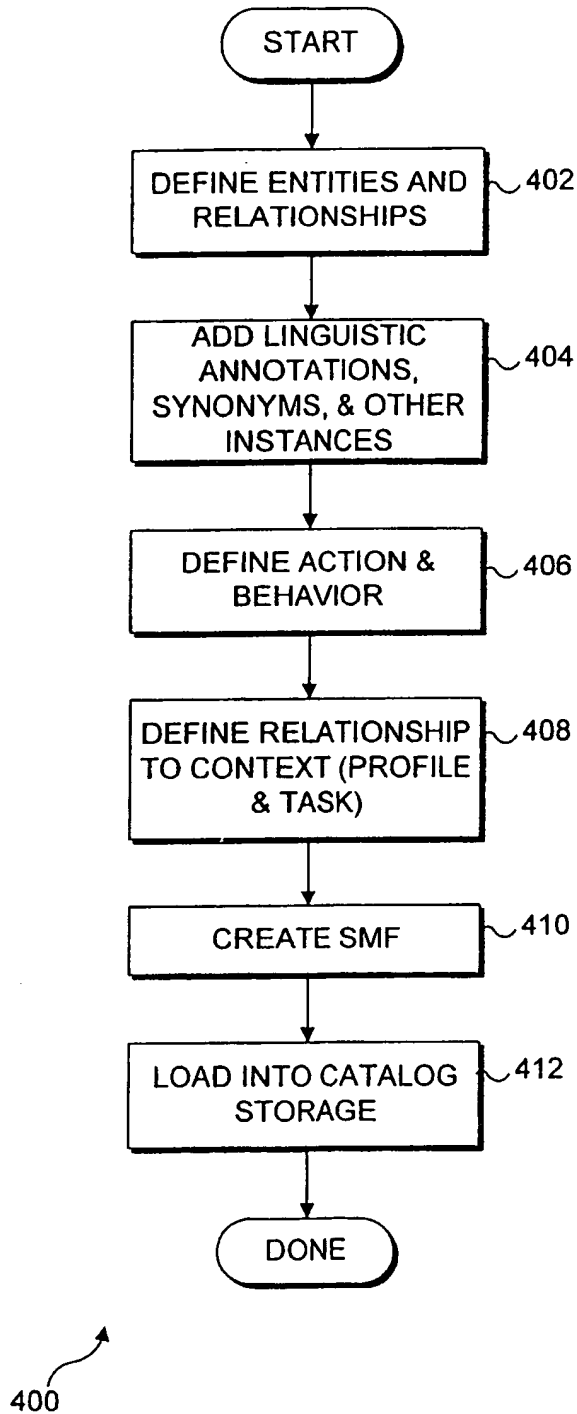 START
DEFINE ENTITIES AND
RELATIONSHIPS
402
ADD LINGUISTIC
ANNOTATIONS,
SYNONYMS, & OTHER
INSTANCES
404
DEFINE ACTION &
BEHAVIOR
406
DEFINE RELATIONSHIP
TO CONTEXT (PROFILE
& TASK)
408
CREATE SMF
410
LOAD INTO CATALOG
STORAGE
412
DONE
400